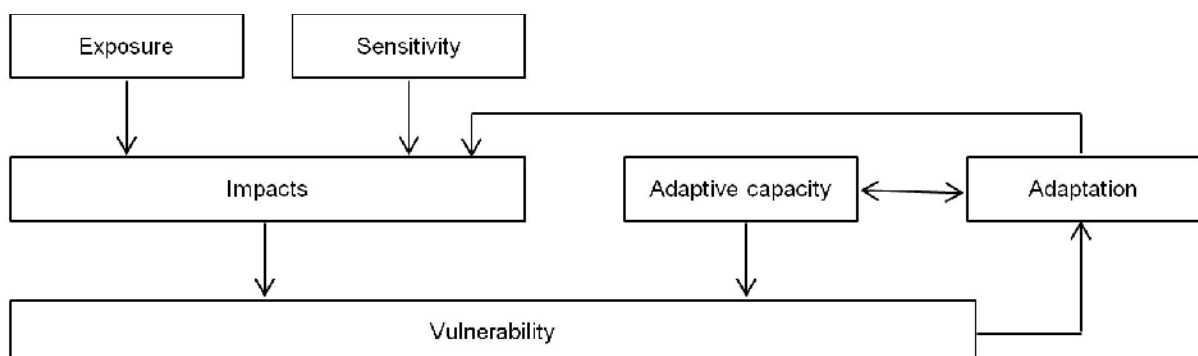 Exposure
Sensitivity
Impacts
Adaptive capacity
Adaptation
Vulnerability